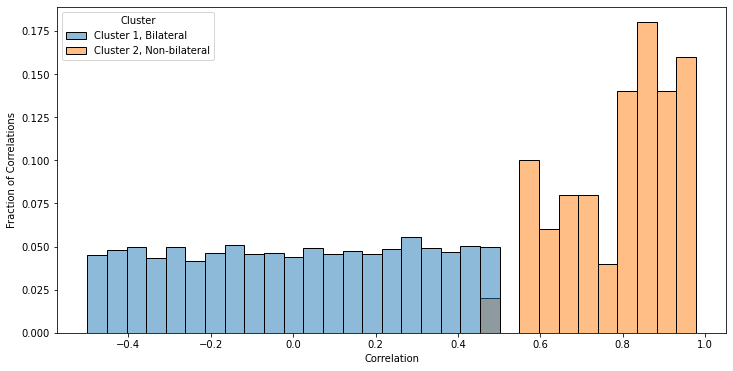 Cluster
Cluster 1, Bilateral
Cluster 2, Non-bilateral
Fraction of Correlations
0.175
0.150
0.125
0.100
0.075
0.050
0.025
0.000
−0.4 −0.2 0.0 0.2 0.4 0.6 0.8 1.0
Correlation